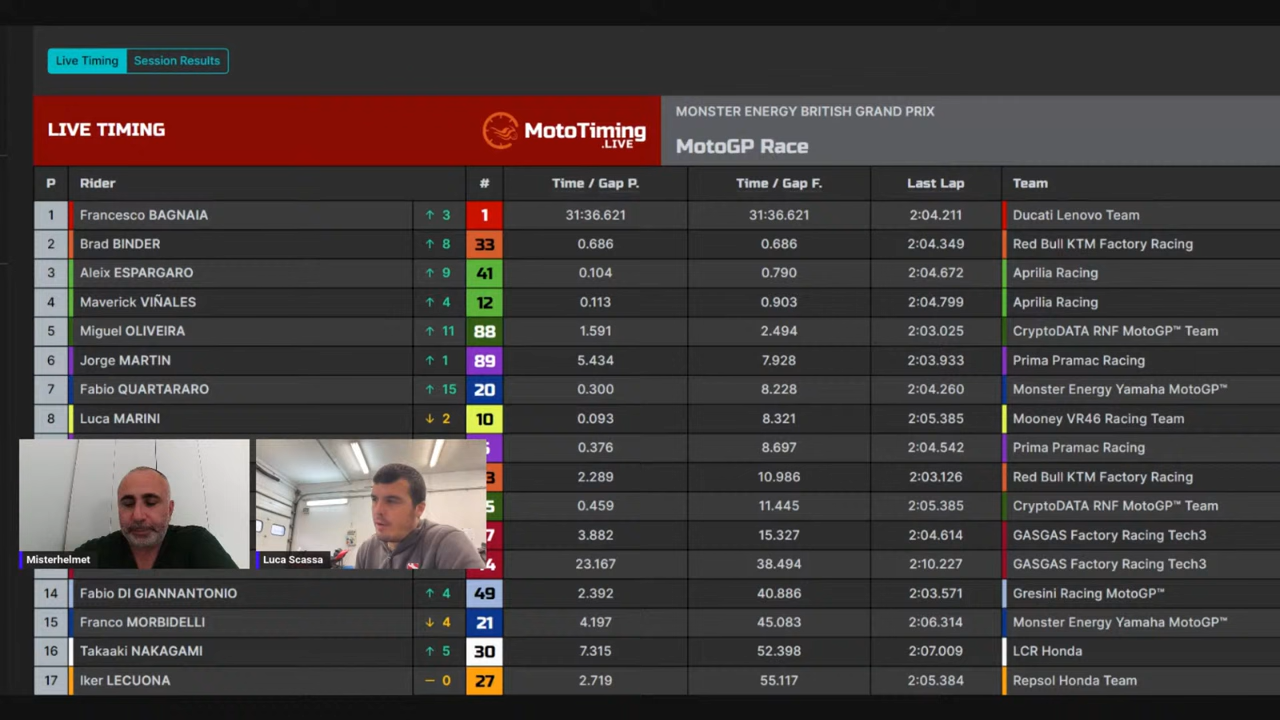 Live Timing Session Results
LIVE TIMING MotoTiming .LIVE MONSTER ENERGY BRITISH GRAND PRIX
MotoGP Race
P Rider # Time / Gap P. Time / Gap F. Last Lap Team
1 Francesco BAGNAIA ↑ 3 1 31:36.621 31:36.621 2:04.211 Ducati Lenovo Team
2 Brad BINDER ↑ 8 33 0.686 0.686 2:04.349 Red Bull KTM Factory Racing
3 Aleix ESPARGARO ↑ 9 41 0.104 0.790 2:04.672 Aprilia Racing
4 Maverick VIÑALES ↑ 4 12 0.113 0.903 2:04.799 Aprilia Racing
5 Miguel OLIVEIRA ↑ 11 88 1.591 2.494 2:03.025 CryptoDATA RNF MotoGP™ Team
6 Jorge MARTIN ↑ 1 89 5.434 7.928 2:03.933 Prima Pramac Racing
7 Fabio QUARTARARO ↑ 15 20 0.300 8.228 2:04.260 Monster Energy Yamaha MotoGP™
8 Luca MARINI ↓ 2 10 0.093 8.321 2:05.385 Mooney VR46 Racing Team
0.376 8.697 2:04.542 Prima Pramac Racing
3 2.289 10.986 2:03.126 Red Bull KTM Factory Racing
5 0.459 11.445 2:05.385 CryptoDATA RNF MotoGP™ Team
7 3.882 15.327 2:04.614 GASGAS Factory Racing Tech3
4 23.167 38.494 2:10.227 GASGAS Factory Racing Tech3
Misterhelmet Luca Scassa
14 Fabio DI GIANNANTONIO ↑ 4 49 2.392 40.886 2:03.571 Gresini Racing MotoGP™
15 Franco MORBIDELLI ↓ 4 21 4.197 45.083 2:06.314 Monster Energy Yamaha MotoGP™
16 Takaaki NAKAGAMI ↑ 5 30 7.315 52.398 2:07.009 LCR Honda
17 Iker LECUONA – 0 27 2.719 55.117 2:05.384 Repsol Honda Team